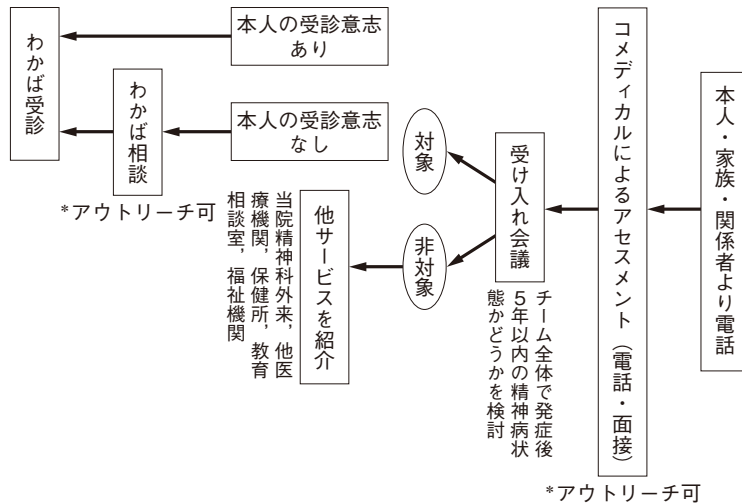 本人・家族・関係者より電話
コメディカルによるアセスメント（電話・面接）
*アウトリーチ可
受け入れ会議
チーム全体で発症後
５年以内の精神病状
態かどうかを検討
対象
非対象
本人の受診意志
あり
本人の受診意志
なし
わかば相談
*アウトリーチ可
わかば受診
他サービスを紹介
当院精神科外来，他医
療機関，保健所，教育
相談室，福祉機関